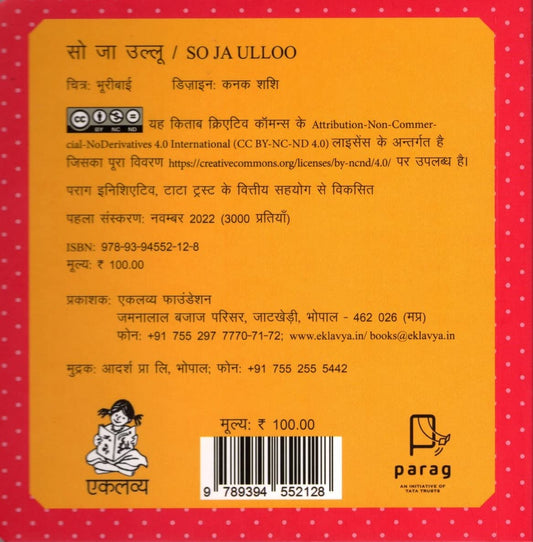 सो जा उल्लू / SO JA ULLOO
चित्र: भूरीबाई डिज़ाइन: कनक शशि
cc BY NC ND यह किताब क्रिएटिव कॉमन्स के Attribution-Non-Commer-
cial-NoDerivatives 4.0 International (CC BY-NC-ND 4.0) लाइसेंस के अन्तर्गत है
जिसका पूरा विवरण https://creativecommons.org/licenses/by-ncnd/4.0/ पर उपलब्ध है।
पराग इनिशिएटिव, टाटा ट्रस्ट के वित्तीय सहयोग से विकसित
पहला संस्करण: नवम्बर 2022 (3000 प्रतियाँ)
ISBN: 978-93-94552-12-8
मूल्य: ₹ 100.00
प्रकाशक: एकलव्य फाउंडेशन
जमनालाल बजाज परिसर, जाटखेड़ी, भोपाल - 462 026 (मप्र)
फोन: +91 755 297 7770-71-72; www.eklavya.in/ books@eklavya.in
मुद्रक: आदर्श प्रा लि, भोपाल; फोन: +91 755 255 5442
मूल्य: ₹ 100.00
9 789394 552128
एकलव्य
parag
AN INITIATIVE OF
TATA TRUSTS